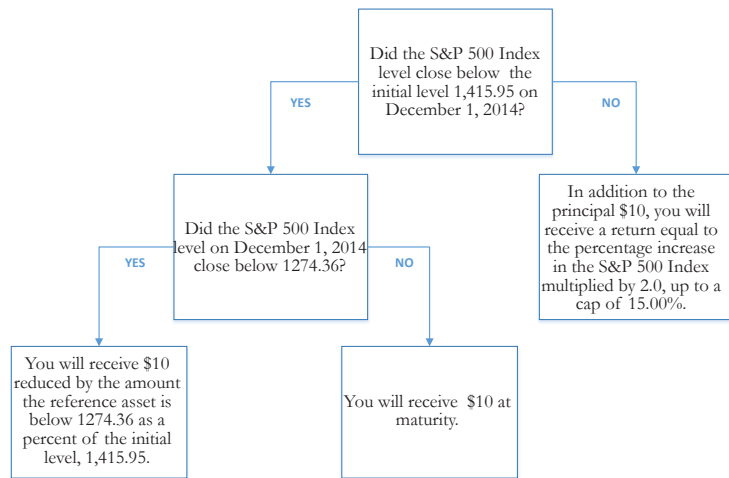 Did the S&P 500 Index
level close below the
initial level 1,415.95 on
December 1, 2014?
YES
NO
Did the S&P 500 Index
level on December 1, 2014
close below 1274.36?
In addition to the
principal $10, you will
receive a return equal to
the percentage increase
in the S&P 500 Index
multiplied by 2.0, up to a
cap of 15.00%.
YES
NO
You will receive $10
reduced by the amount
the reference asset is
below 1274.36 as a
percent of the initial
level, 1,415.95.
You will receive $10 at
maturity.